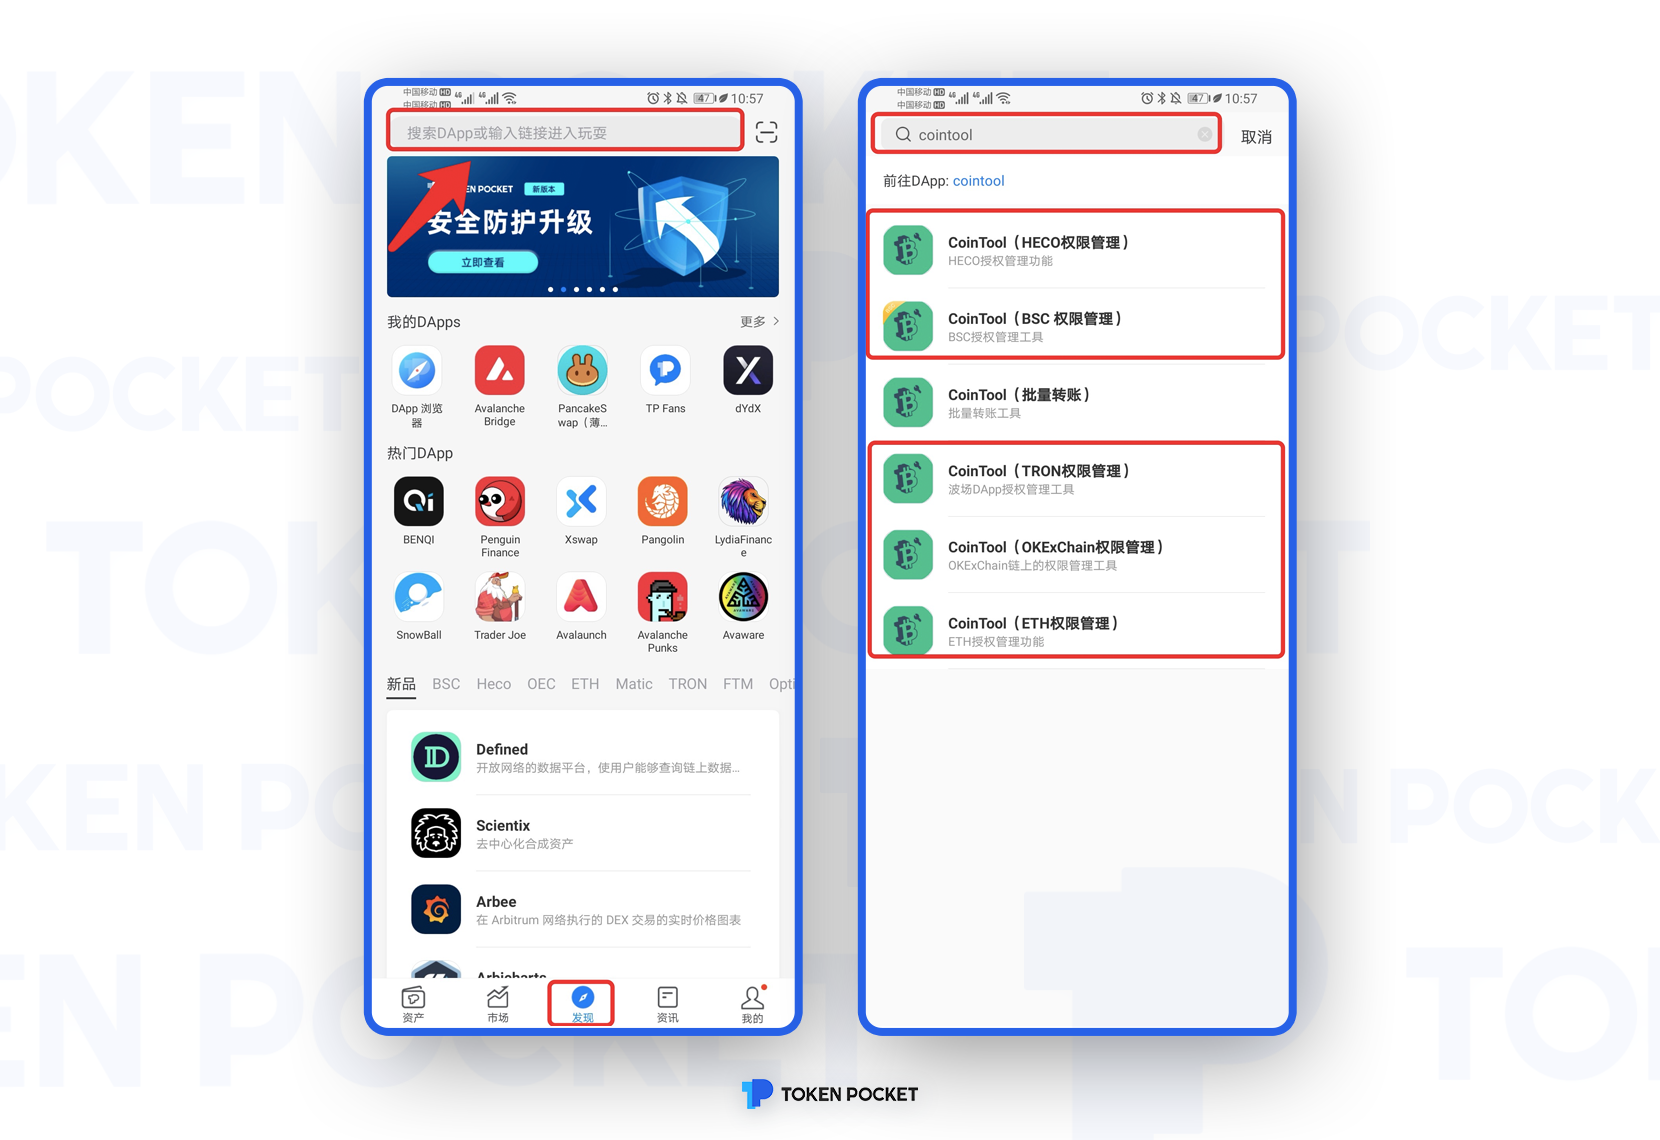 中国移动 HD 4G 4G 47 10:57
中国移动 HD
搜索DApp或输入链接进入玩耍
EN POCKET 新版本
安全防护升级
立即查看
我的DApps 更多
DApp 浏览器
Avalanche Bridge
PancakeSwap（薄...
TP Fans
dYdX
热门DApp
BENQI
Penguin Finance
Xswap
Pangolin
LydiaFinance
SnowBall
Trader Joe
Avalaunch
Avalanche Punks
Avaware
新品 BSC Heco OEC ETH Matic TRON FTM Opti
Defined
开放网络的数据平台，使用户能够查询链上数据...
Scientix
去中心化合成资产
Arbee
在 Arbitrum 网络执行的 DEX 交易的实时价格图表
Arbicharts
资产 市场 发现 资讯 我的
中国移动 HD 4G 4G 47 10:57
中国移动 HD
cointool 取消
前往DApp: cointool
CoinTool（HECO权限管理）
HECO授权管理功能
CoinTool（BSC 权限管理）
BSC授权管理工具
CoinTool（批量转账）
批量转账工具
CoinTool（TRON权限管理）
波场DApp授权管理工具
CoinTool（OKExChain权限管理）
OKExChain链上的权限管理工具
CoinTool（ETH权限管理）
ETH授权管理功能
TOKEN POCKET